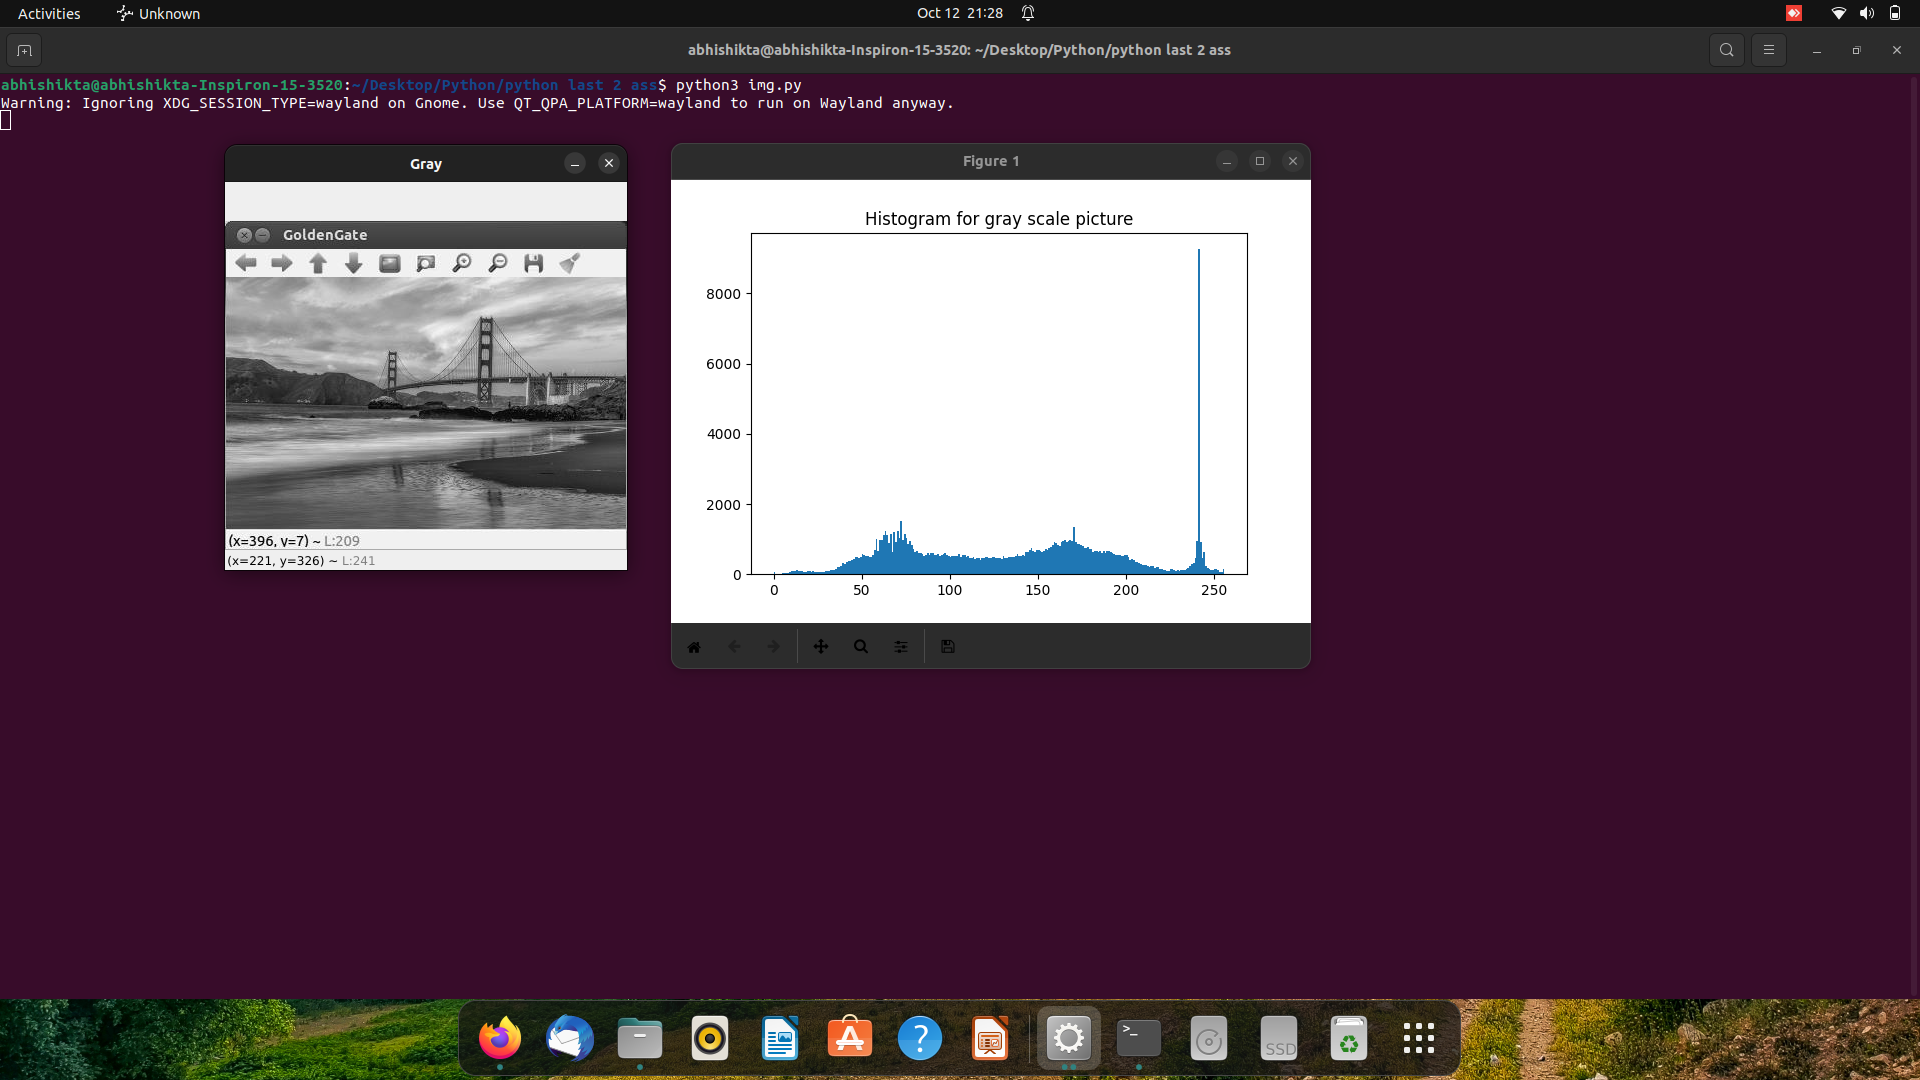 Activities
Unknown
Oct 12 21:28
abhishikta@abhishikta-Inspiron-15-3520: ~/Desktop/Python/python last 2 ass
abhishikta@abhishikta-Inspiron-15-3520:~/Desktop/Python/python last 2 ass$ python3 img.py
Warning: Ignoring XDG_SESSION_TYPE=wayland on Gnome. Use QT_QPA_PLATFORM=wayland to run on Wayland anyway.
Gray
GoldenGate
(x=396, y=7) ~ L:209
(x=221, y=326) ~ L:241
Figure 1
Histogram for gray scale picture
8000
6000
4000
2000
0
0 50 100 150 200 250
>_
SSD